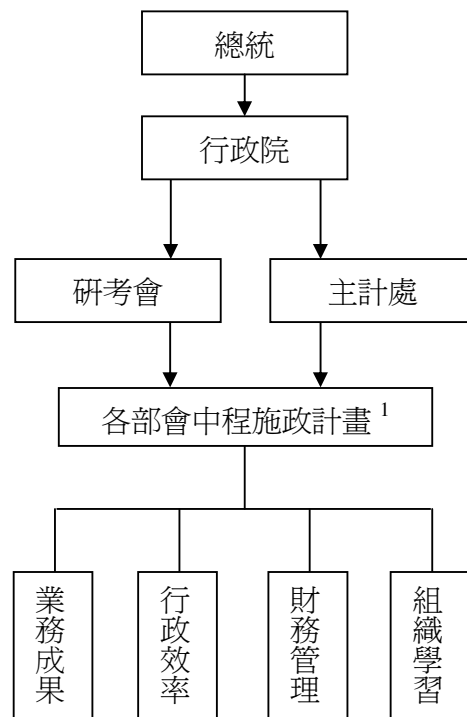 總統
行政院
研考會
主計處
各部會中程施政計畫 1
業務成果
行政效率
財務管理
組織學習